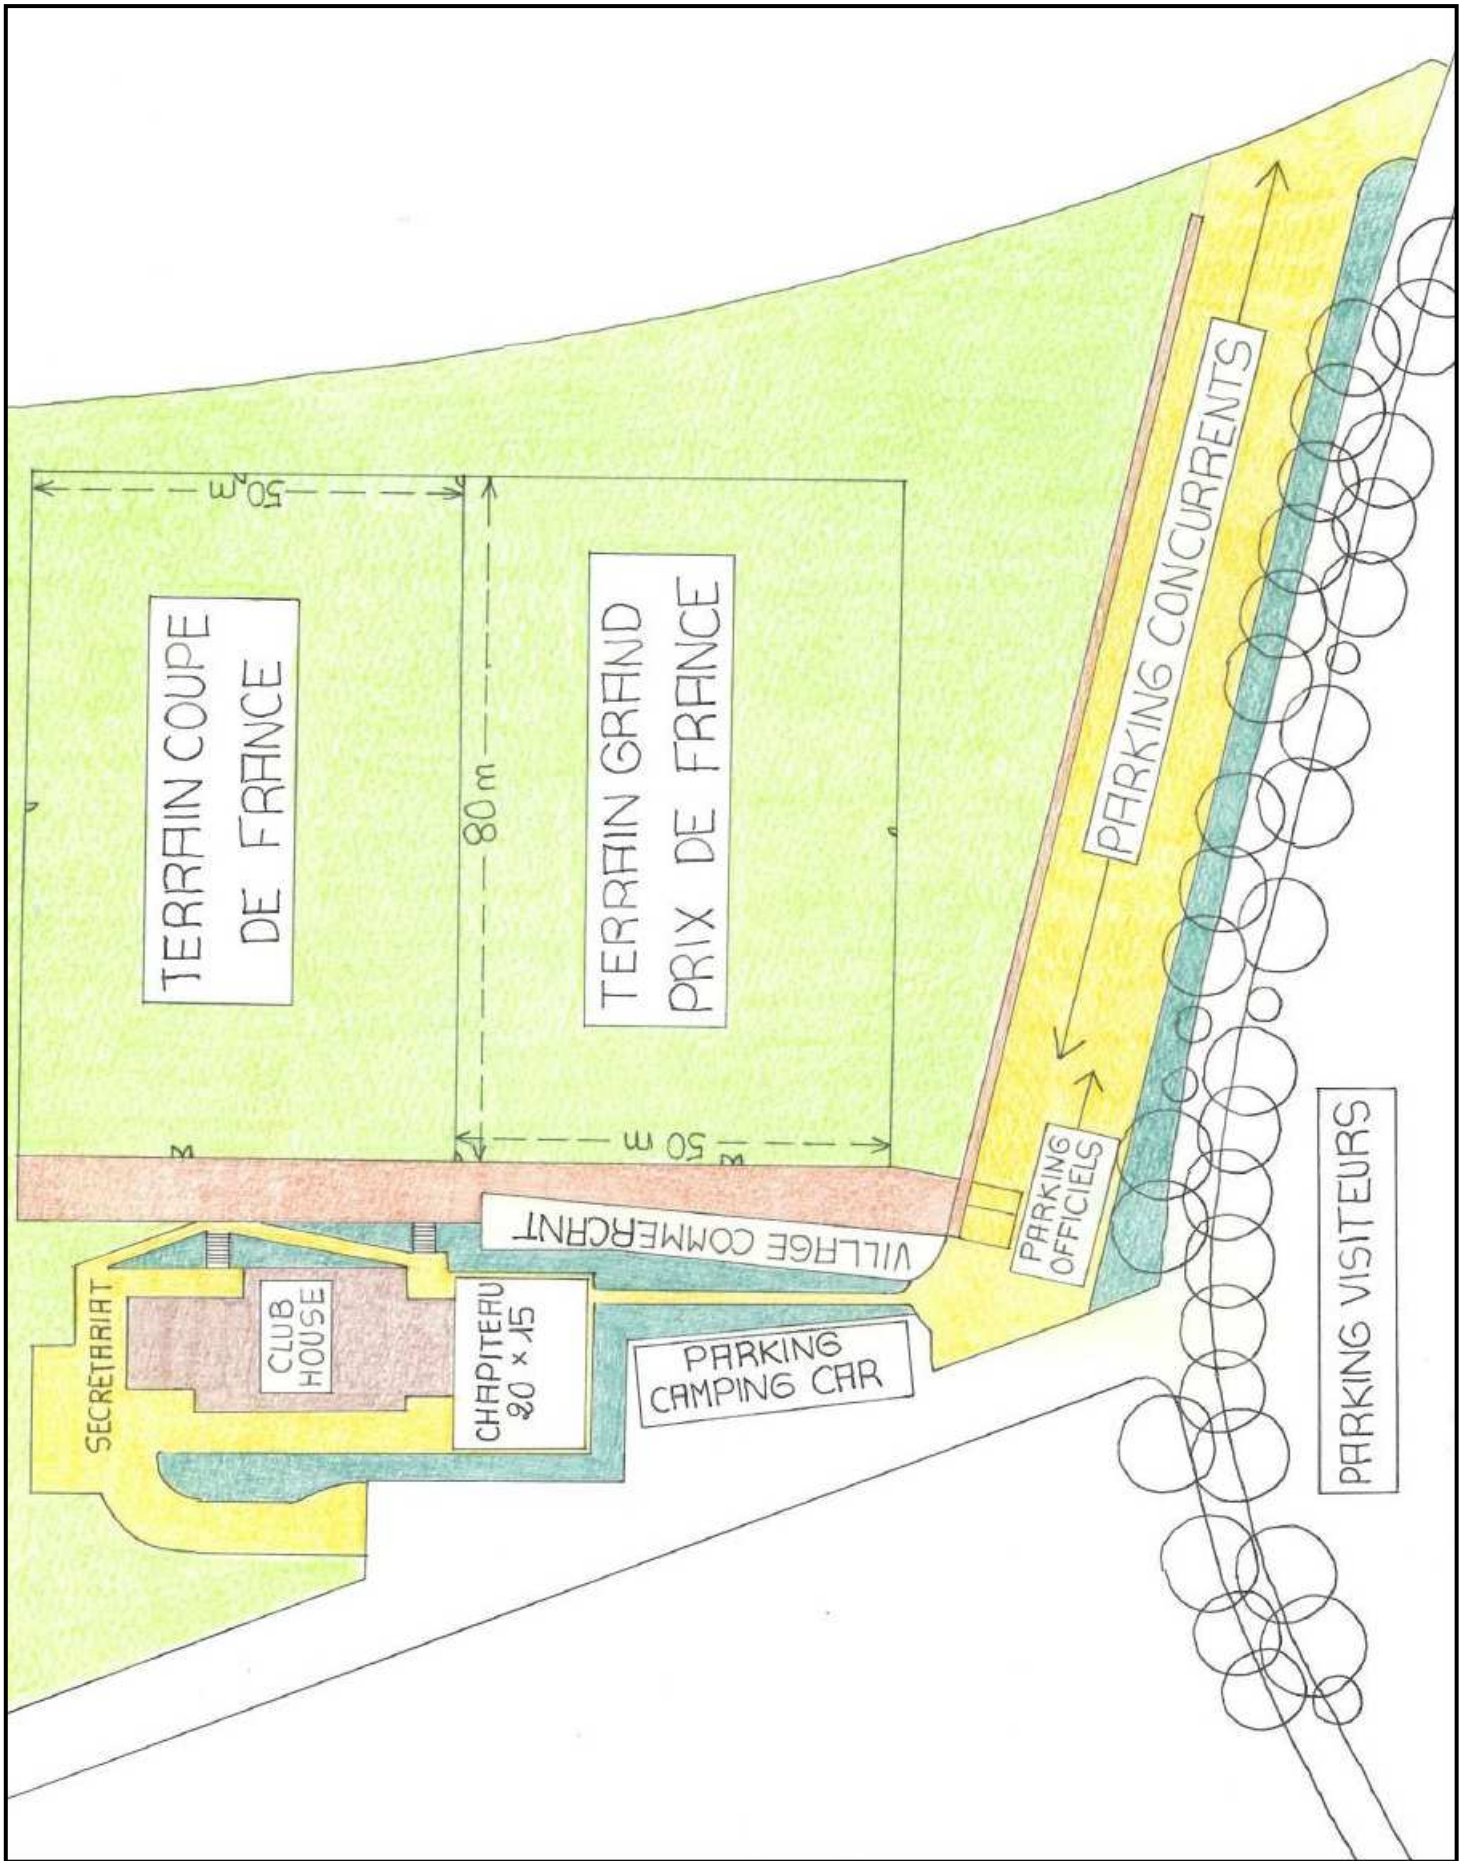 50 m
TERRAIN COUPE
DE FRANCE
80 m
TERRAIN GRAND
PRIX DE FRANCE
50 m
PARKING CONCURRENTS
PARKING
OFFICIELS
VILLAGE COMMERCANT
SECRETARIAT
CLUB
HOUSE
CHAPITEAU
20 x 15
PARKING
CAMPING CAR
PARKING VISITEURS